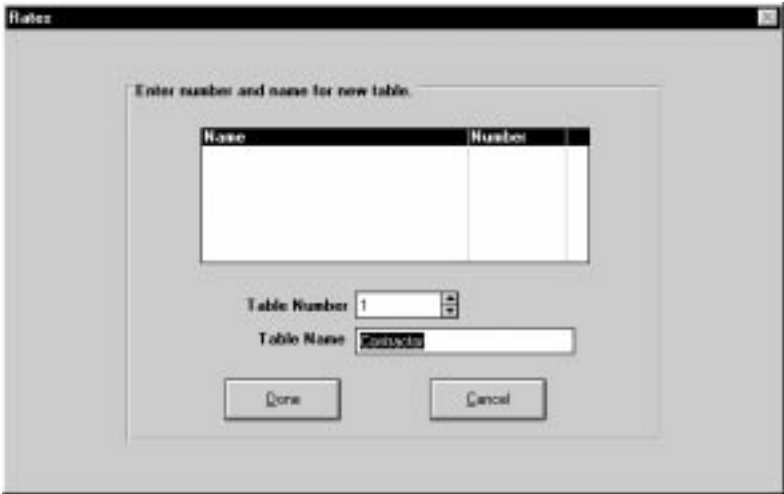 Rates
Enter number and name for new table.
Name Number
Table Number 1
Table Name Contractor
Done Cancel